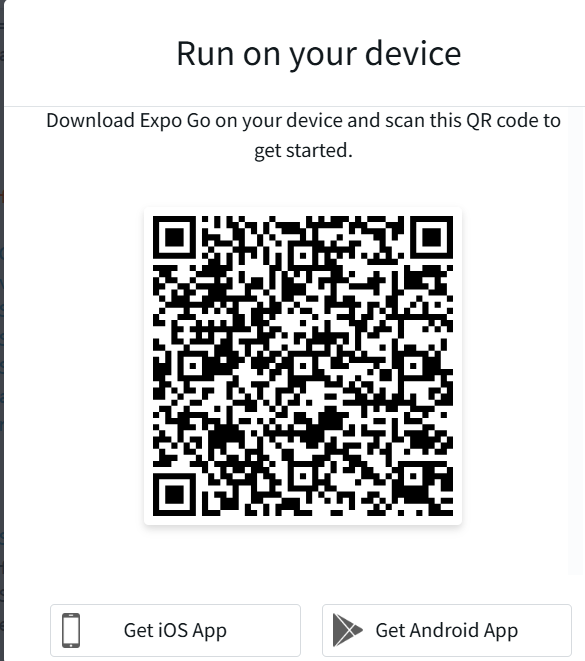 Run on your device
Download Expo Go on your device and scan this QR code to
get started.
Get iOS App
Get Android App